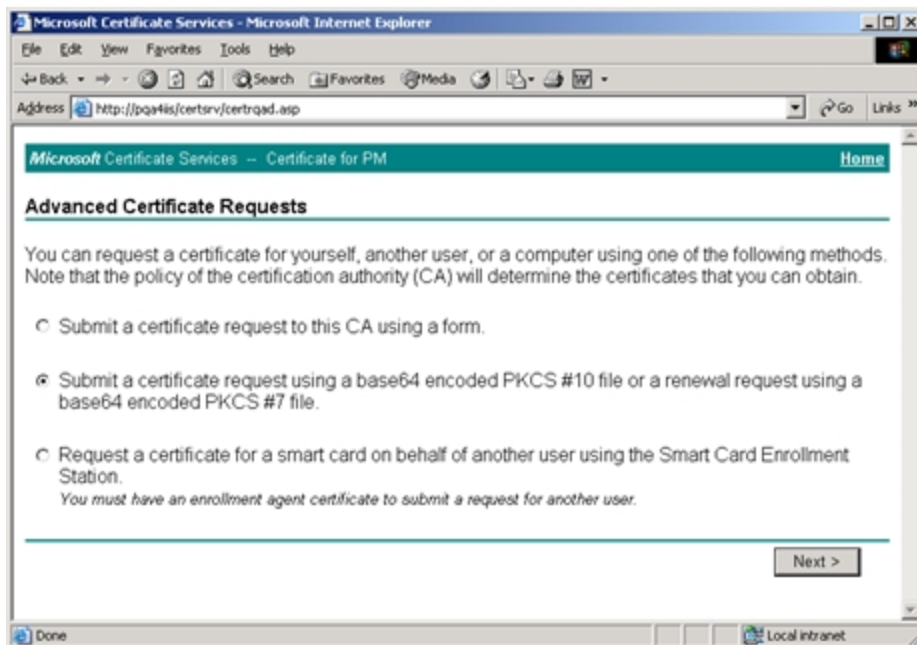 Microsoft Certificate Services - Microsoft Internet Explorer
File Edit View Favorites Tools Help
Back Search Favorites Media
Address http://pqa4iis/certsrv/certrqad.asp Go Links »
Microsoft Certificate Services -- Certificate for PM Home
Advanced Certificate Requests
You can request a certificate for yourself, another user, or a computer using one of the following methods.
Note that the policy of the certification authority (CA) will determine the certificates that you can obtain.
Submit a certificate request to this CA using a form.
Submit a certificate request using a base64 encoded PKCS #10 file or a renewal request using a
base64 encoded PKCS #7 file.
Request a certificate for a smart card on behalf of another user using the Smart Card Enrollment
Station.
You must have an enrollment agent certificate to submit a request for another user.
Next >
Done Local intranet